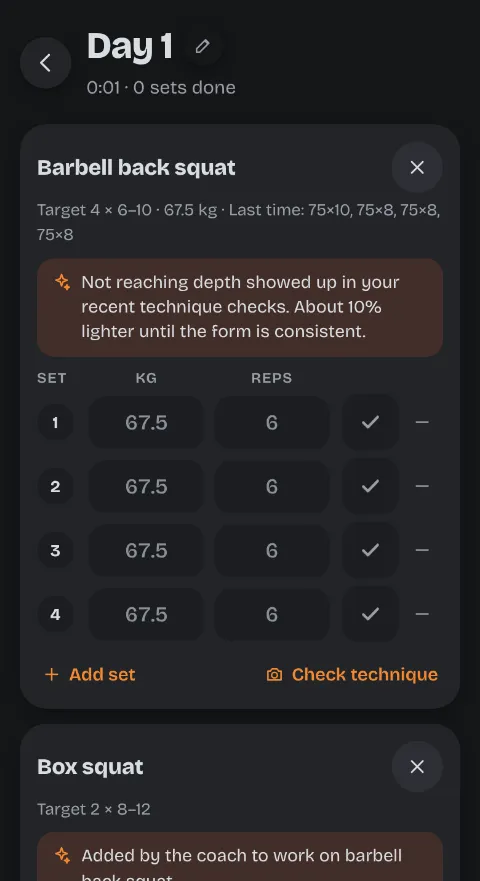 Day 1
0:01 · 0 sets done
Barbell back squat
Target 4 × 6–10 · 67.5 kg · Last time: 75×10, 75×8, 75×8,
75×8
Not reaching depth showed up in your
recent technique checks. About 10%
lighter until the form is consistent.
SET KG REPS
1 67.5 6
2 67.5 6
3 67.5 6
4 67.5 6
+ Add set Check technique
Box squat
Target 2 × 8–12
Added by the coach to work on barbell
back squat.